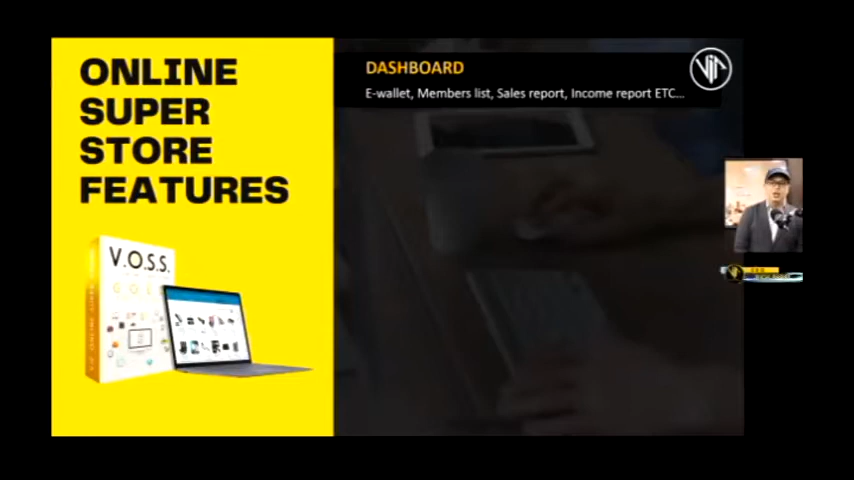 ONLINE
SUPER
STORE
FEATURES
V.O.S.S.
DASHBOARD
E-wallet, Members list, Sales report, Income report ETC...